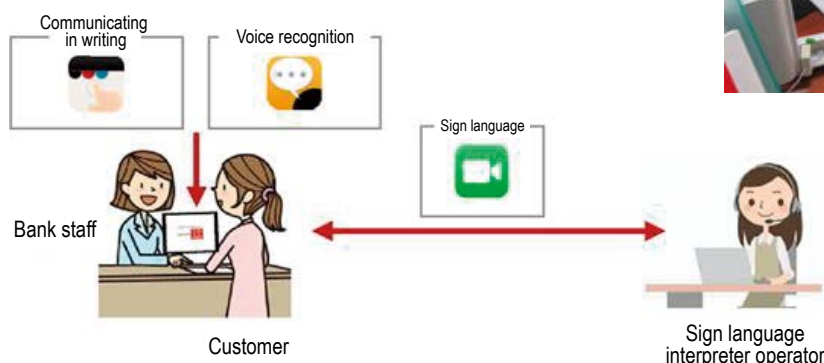 Communicating
in writing
Voice recognition
Sign language
Bank staff
Customer
Sign language
interpreter operator